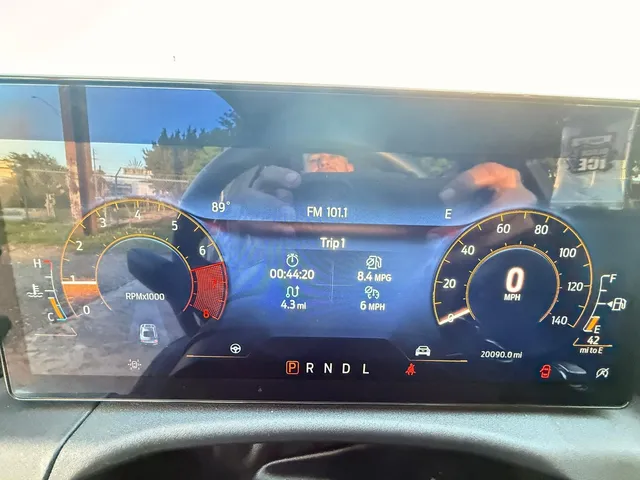 89°
FM 101.1
E
Trip 1
00:44:20
8.4 MPG
4.3 mi
6 MPH
0 1 2 3 4 5 6 7 8
RPMx1000
H
C
0 20 40 60 80 100 120 140
0
MPH
F
E
42
mi to E
20090.0 mi
P R N D L
ICE